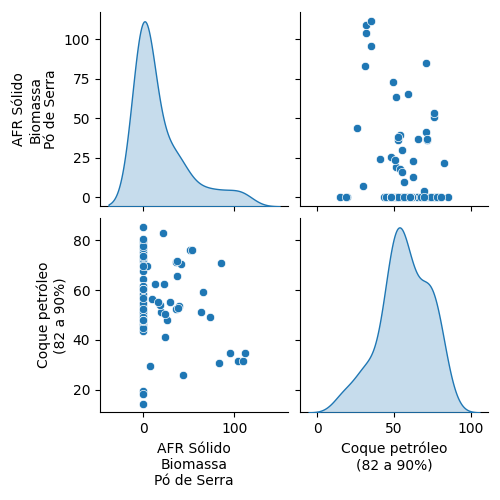 AFR Sólido
Biomassa
Pó de Serra
100
75
50
25
0
Coque petróleo
(82 a 90%)
80
60
40
20
0 100
0 50 100
AFR Sólido
Biomassa
Pó de Serra
Coque petróleo
(82 a 90%)